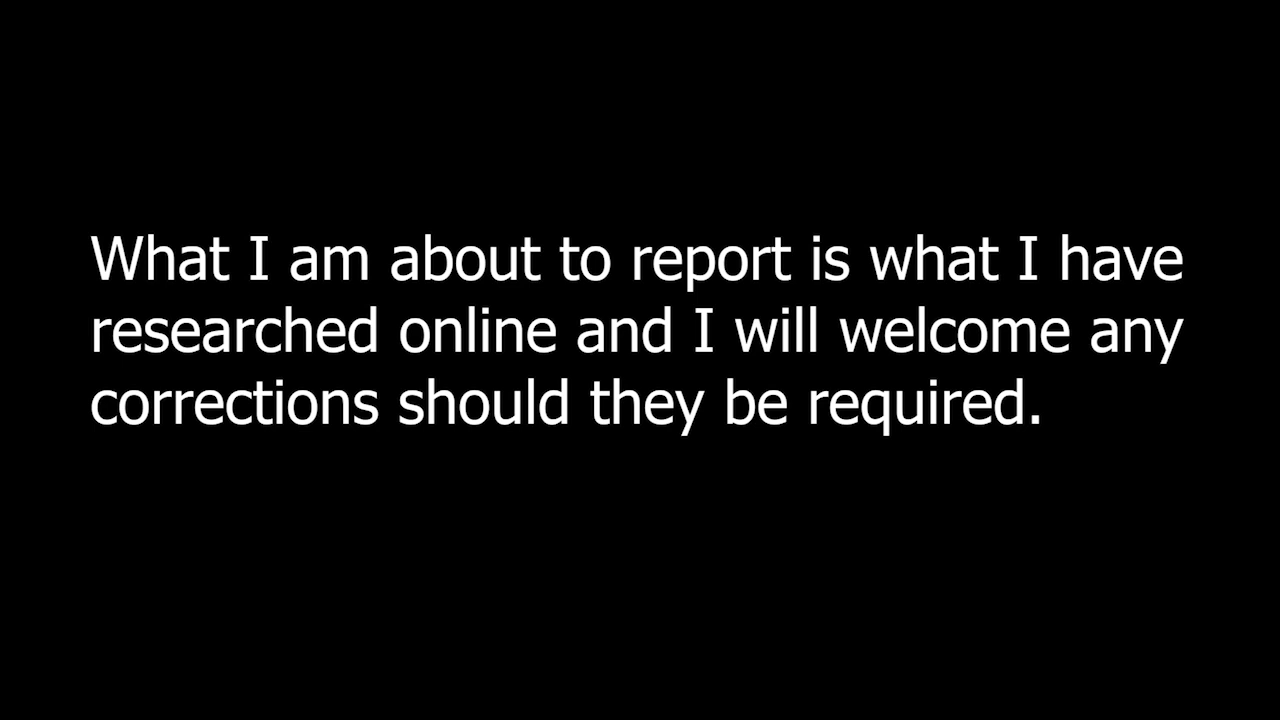 What I am about to report is what I have
researched online and I will welcome any
corrections should they be required.